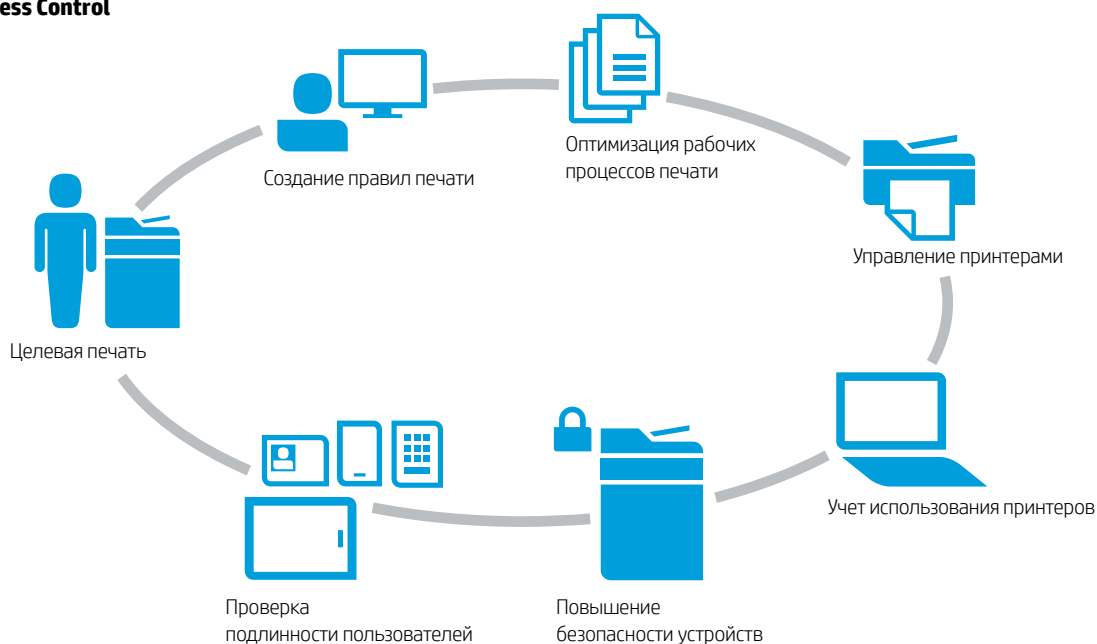 ess Control
Создание правил печати
Оптимизация рабочих
процессов печати
Управление принтерами
Целевая печать
Учет использования принтеров
Проверка
подлинности пользователей
Повышение
безопасности устройств